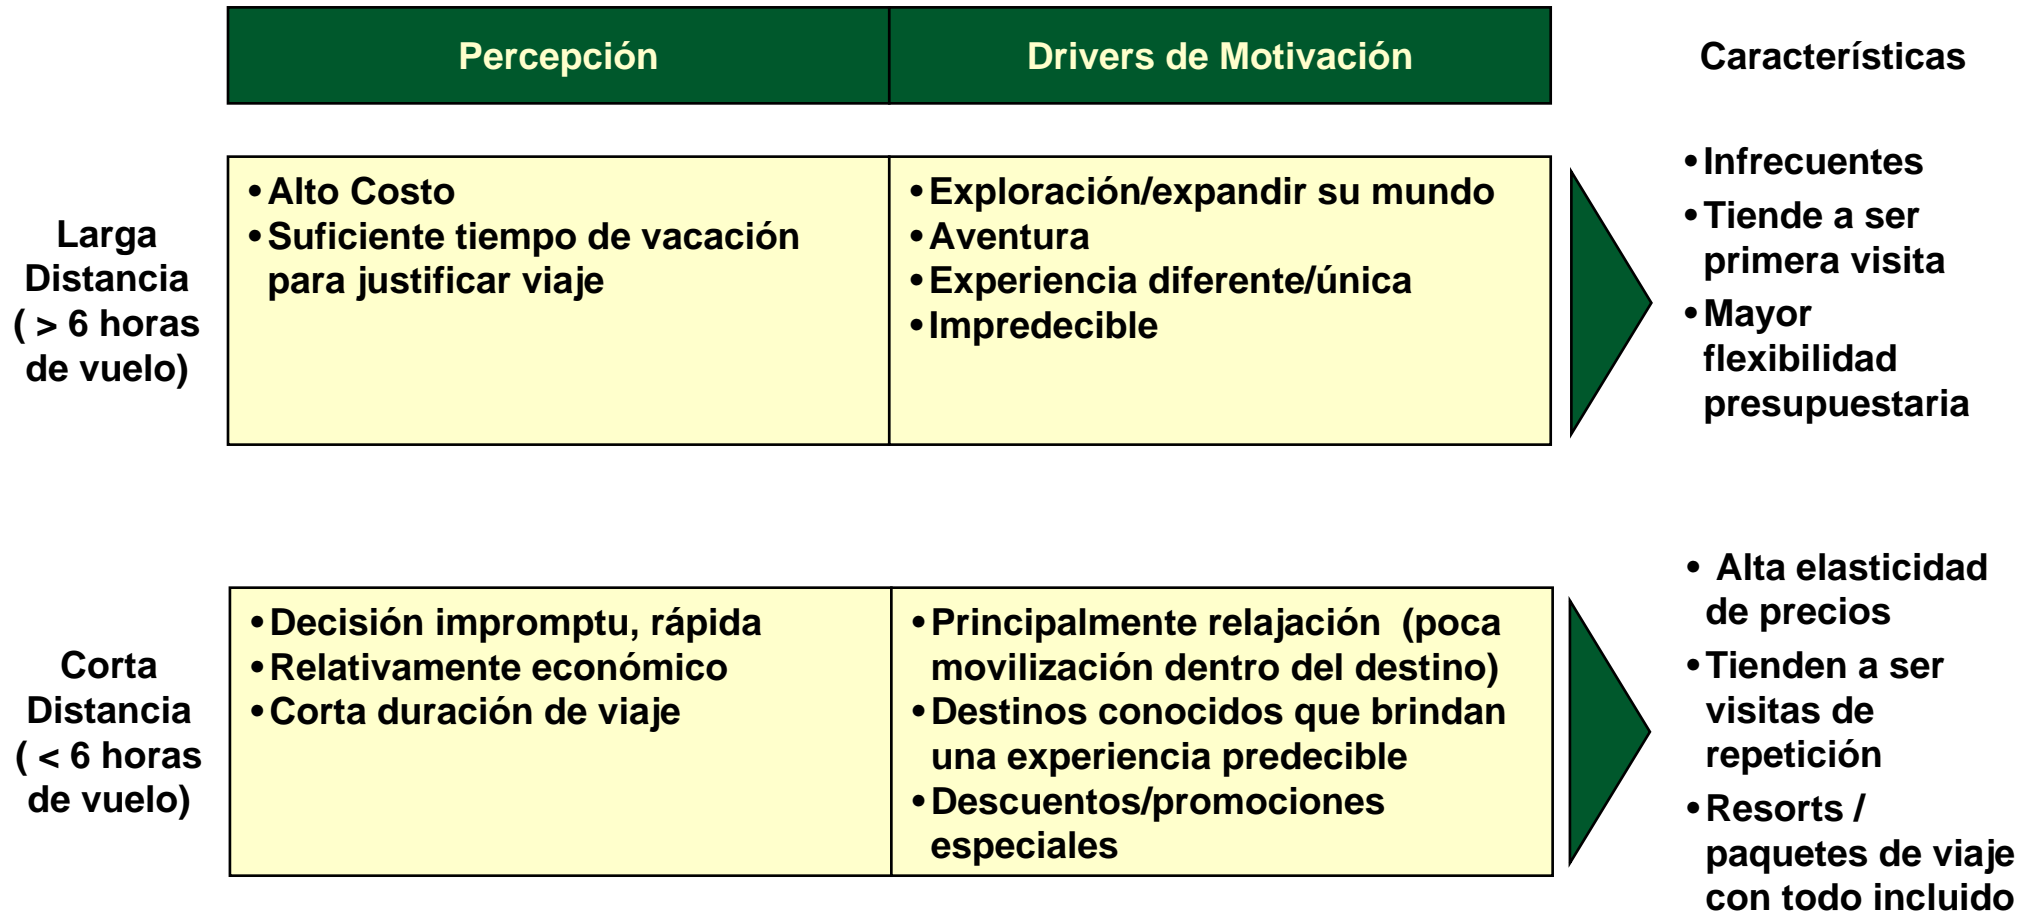 Percepción
Drivers de Motivación
Características
Larga
Distancia
( > 6 horas
de vuelo)
•Alto Costo
•Suficiente tiempo de vacación
para justificar viaje
•Exploración/expandir su mundo
•Aventura
•Experiencia diferente/única
•Impredecible
•Infrecuentes
•Tiende a ser
primera visita
•Mayor
flexibilidad
presupuestaria
Corta
Distancia
( < 6 horas
de vuelo)
•Decisión impromptu, rápida
•Relativamente económico
•Corta duración de viaje
•Principalmente relajación (poca
movilización dentro del destino)
•Destinos conocidos que brindan
una experiencia predecible
•Descuentos/promociones
especiales
• Alta elasticidad
de precios
•Tienden a ser
visitas de
repetición
•Resorts /
paquetes de viaje
con todo incluido